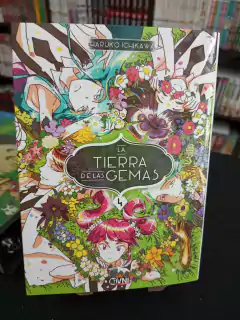 HARUKO ICHIKAWA
LA
TIERRA
DE LAS
GEMAS
4
OVNI